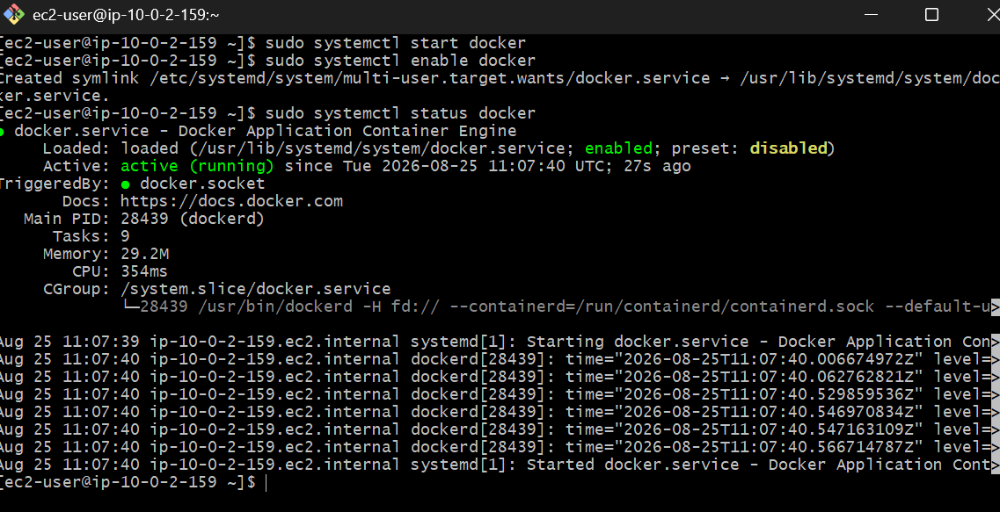 ec2-user@ip-10-0-2-159:~
[ec2-user@ip-10-0-2-159 ~]$ sudo systemctl start docker
[ec2-user@ip-10-0-2-159 ~]$ sudo systemctl enable docker
Created symlink /etc/systemd/system/multi-user.target.wants/docker.service → /usr/lib/systemd/system/doc
ker.service.
[ec2-user@ip-10-0-2-159 ~]$ sudo systemctl status docker
● docker.service - Docker Application Container Engine
     Loaded: loaded (/usr/lib/systemd/system/docker.service; enabled; preset: disabled)
     Active: active (running) since Tue 2026-08-25 11:07:40 UTC; 27s ago
TriggeredBy: ● docker.socket
       Docs: https://docs.docker.com
   Main PID: 28439 (dockerd)
      Tasks: 9
     Memory: 29.2M
        CPU: 354ms
     CGroup: /system.slice/docker.service
             └─28439 /usr/bin/dockerd -H fd:// --containerd=/run/containerd/containerd.sock --default-u>
Aug 25 11:07:39 ip-10-0-2-159.ec2.internal systemd[1]: Starting docker.service - Docker Application Con>
Aug 25 11:07:40 ip-10-0-2-159.ec2.internal dockerd[28439]: time="2026-08-25T11:07:40.006674972Z" level=>
Aug 25 11:07:40 ip-10-0-2-159.ec2.internal dockerd[28439]: time="2026-08-25T11:07:40.062762821Z" level=>
Aug 25 11:07:40 ip-10-0-2-159.ec2.internal dockerd[28439]: time="2026-08-25T11:07:40.529859536Z" level=>
Aug 25 11:07:40 ip-10-0-2-159.ec2.internal dockerd[28439]: time="2026-08-25T11:07:40.546970834Z" level=>
Aug 25 11:07:40 ip-10-0-2-159.ec2.internal dockerd[28439]: time="2026-08-25T11:07:40.547163109Z" level=>
Aug 25 11:07:40 ip-10-0-2-159.ec2.internal dockerd[28439]: time="2026-08-25T11:07:40.566714787Z" level=>
Aug 25 11:07:40 ip-10-0-2-159.ec2.internal systemd[1]: Started docker.service - Docker Application Cont>
[ec2-user@ip-10-0-2-159 ~]$